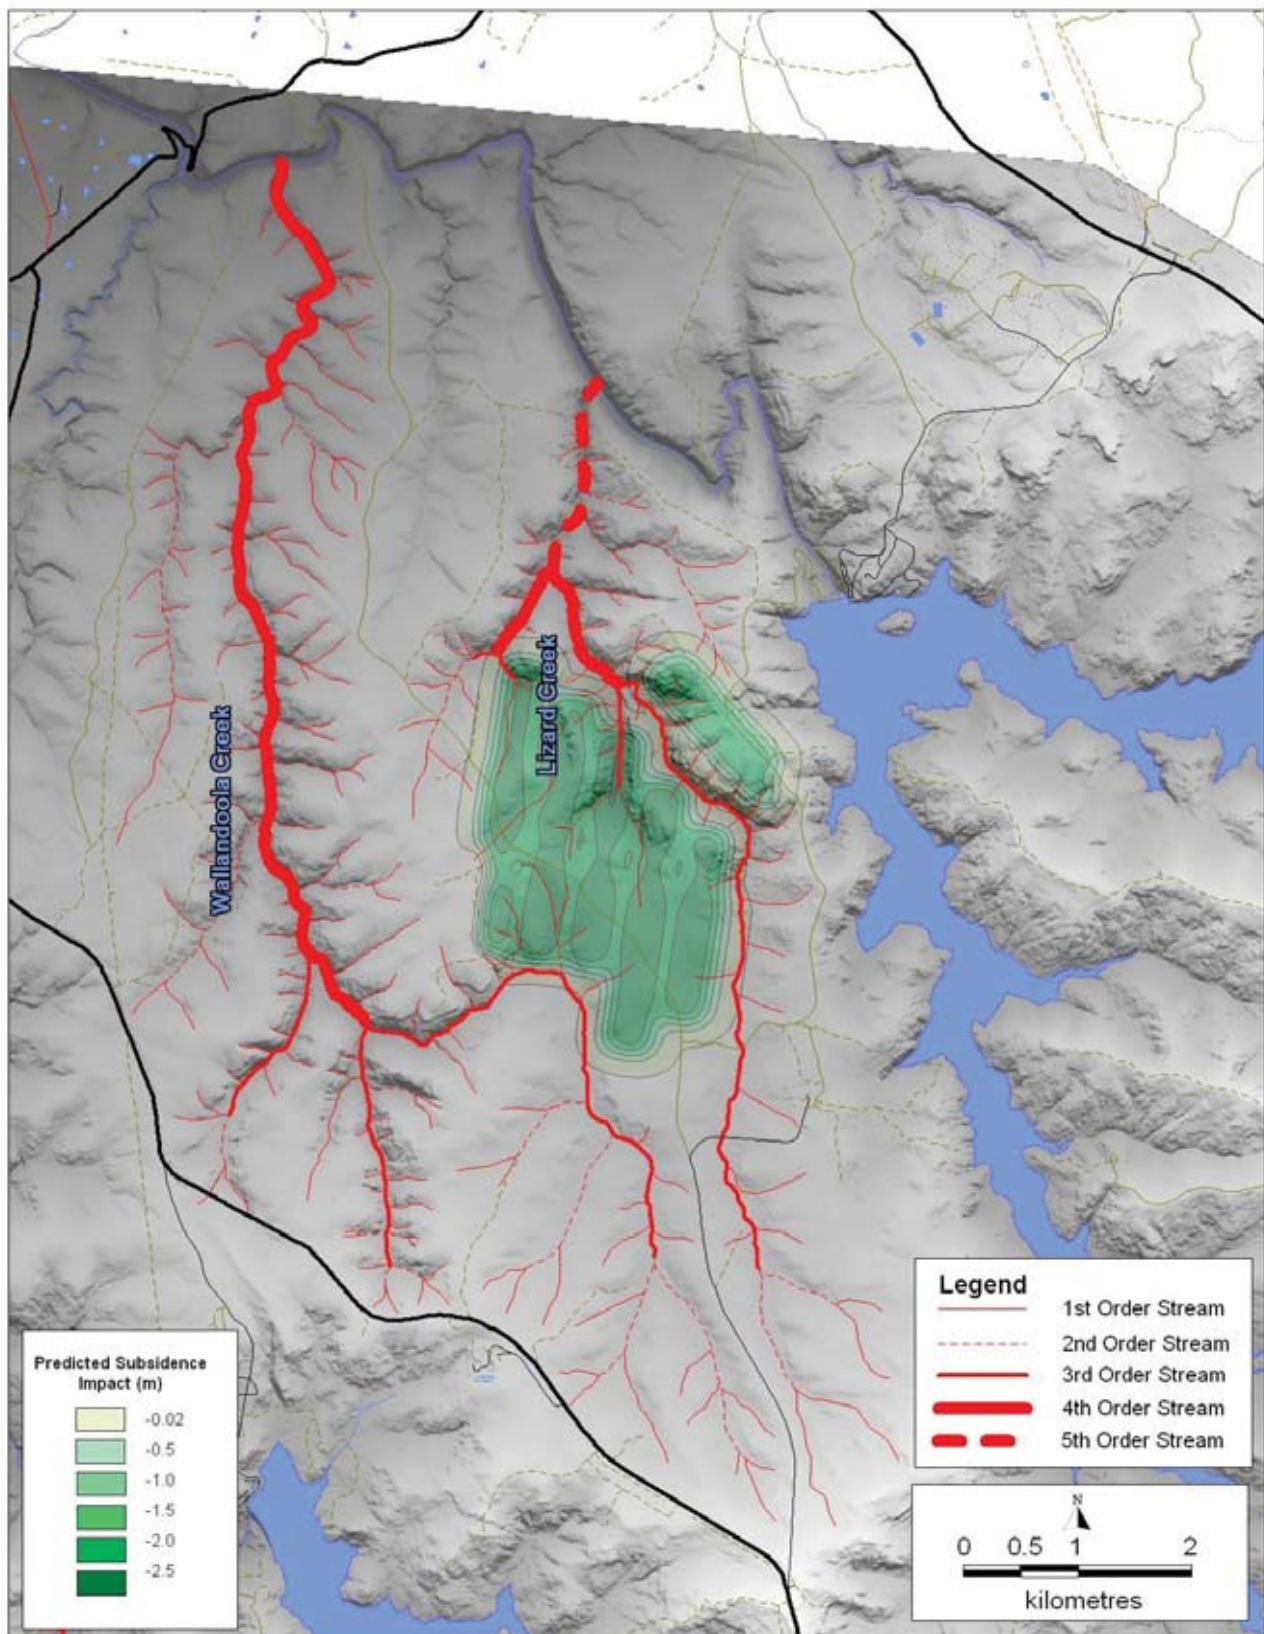 Lizard Creek
Wallandoola Creek
Legend
1st Order Stream
2nd Order Stream
3rd Order Stream
4th Order Stream
5th Order Stream
Predicted Subsidence
Impact (m)
-0.02
-0.5
-1.0
-1.5
-2.0
-2.5
N
0 0.5 1 2
kilometres